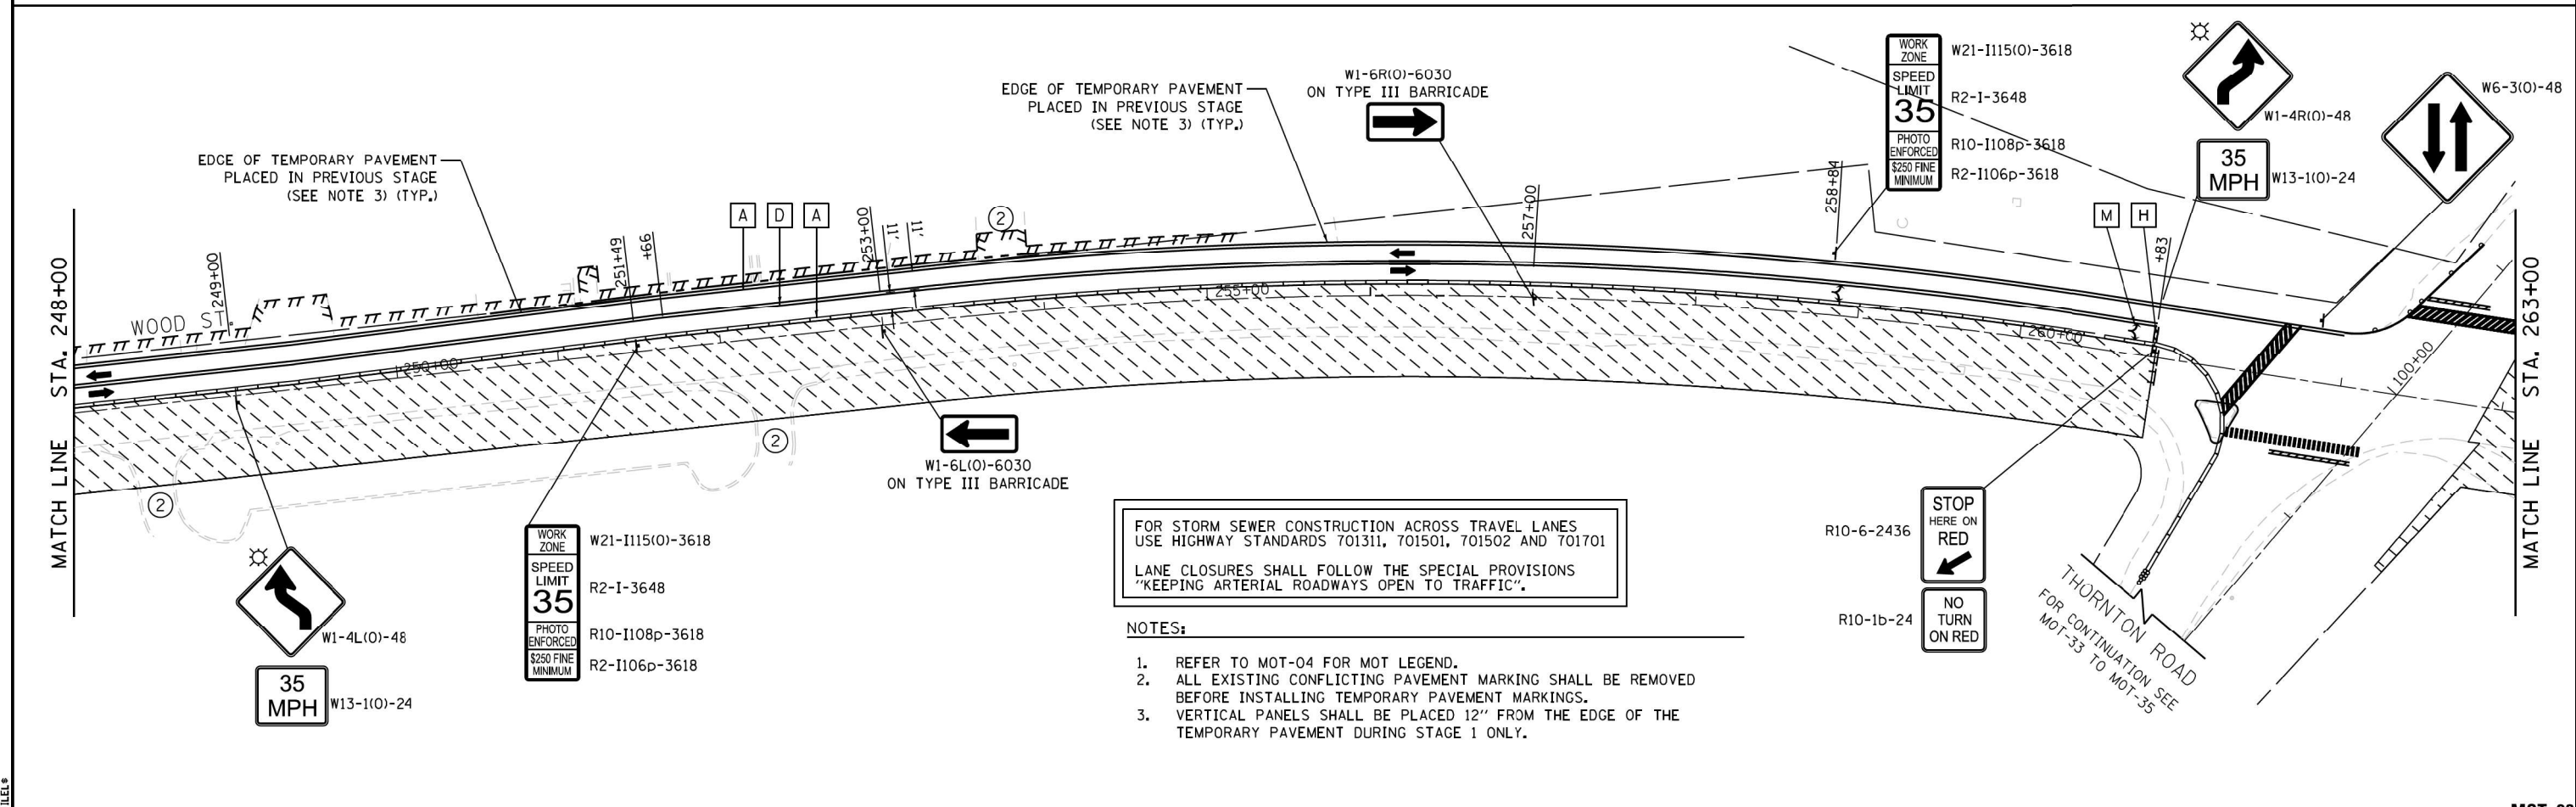 WORK
ZONE
W21-I115(O)-3618
SPEED
LIMIT
35
R2-I-3648
PHOTO
ENFORCED
R10-I108p-3618
$250 FINE
MINIMUM
R2-I106p-3618
W1-4R(O)-48
35
MPH
W13-1(O)-24
W6-3(O)-48
W1-6R(O)-6030
ON TYPE III BARRICADE
EDGE OF TEMPORARY PAVEMENT
PLACED IN PREVIOUS STAGE
(SEE NOTE 3) (TYP.)
EDGE OF TEMPORARY PAVEMENT
PLACED IN PREVIOUS STAGE
(SEE NOTE 3) (TYP.)
A
D
A
2
M
H
MATCH LINE STA. 248+00
WOOD ST.
249+00
250+00
251+49
+66
253+00
11'
11'
255+00
257+00
258+84
260+00
+83
100+00
MATCH LINE STA. 263+00
2
2
W1-6L(O)-6030
ON TYPE III BARRICADE
W1-4L(O)-48
35
MPH
W13-1(O)-24
WORK
ZONE
W21-I115(O)-3618
SPEED
LIMIT
35
R2-I-3648
PHOTO
ENFORCED
R10-I108p-3618
$250 FINE
MINIMUM
R2-I106p-3618
FOR STORM SEWER CONSTRUCTION ACROSS TRAVEL LANES
USE HIGHWAY STANDARDS 701311, 701501, 701502 AND 701701
LANE CLOSURES SHALL FOLLOW THE SPECIAL PROVISIONS
"KEEPING ARTERIAL ROADWAYS OPEN TO TRAFFIC".
NOTES:
1. REFER TO MOT-04 FOR MOT LEGEND.
2. ALL EXISTING CONFLICTING PAVEMENT MARKING SHALL BE REMOVED
BEFORE INSTALLING TEMPORARY PAVEMENT MARKINGS.
3. VERTICAL PANELS SHALL BE PLACED 12" FROM THE EDGE OF THE
TEMPORARY PAVEMENT DURING STAGE 1 ONLY.
R10-6-2436
STOP
HERE ON
RED
R10-1b-24
NO
TURN
ON RED
THORNTON ROAD
FOR CONTINUATION SEE
MOT-33 TO MOT-35